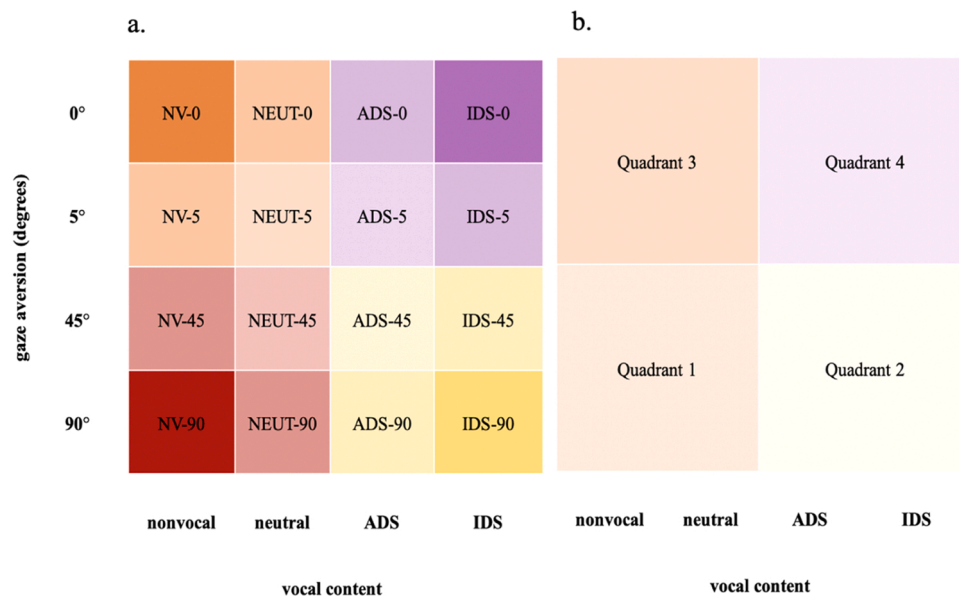 a.
b.
gaze aversion (degrees)
0°
NV-0
NEUT-0
ADS-0
IDS-0
5°
NV-5
NEUT-5
ADS-5
IDS-5
45°
NV-45
NEUT-45
ADS-45
IDS-45
90°
NV-90
NEUT-90
ADS-90
IDS-90
nonvocal
neutral
ADS
IDS
vocal content
Quadrant 3
Quadrant 4
Quadrant 1
Quadrant 2
nonvocal
neutral
ADS
IDS
vocal content